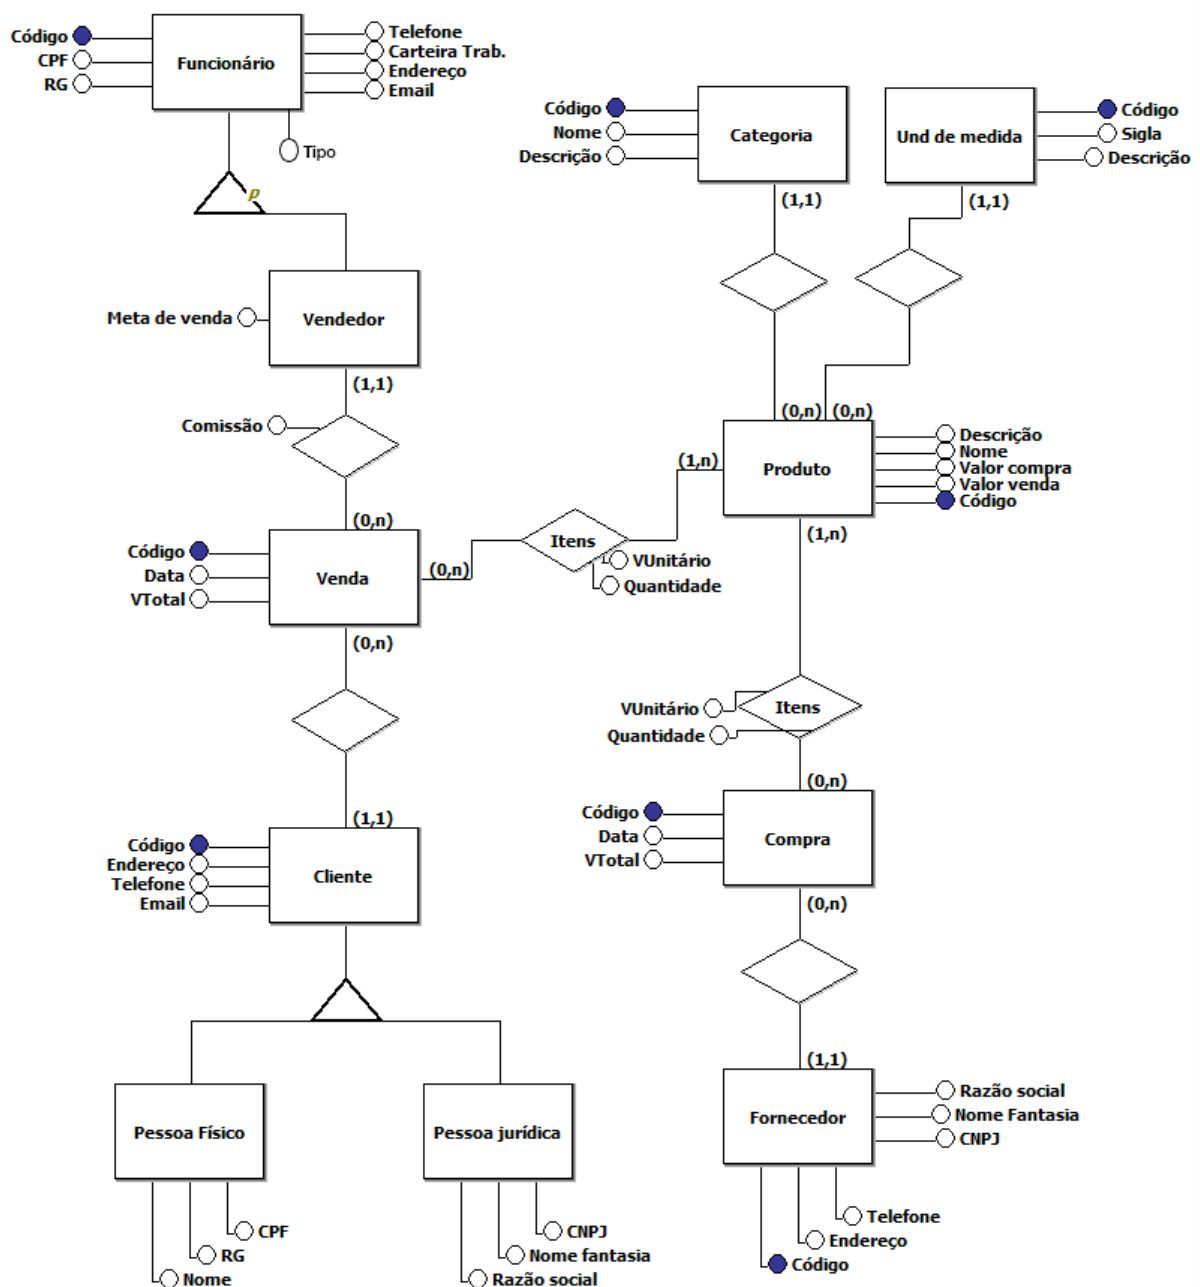 Código
CPF
RG
Funcionário
Telefone
Carteira Trab.
Endereço
Email
Tipo
p
Código
Nome
Descrição
Categoria
(1,1)
Und de medida
Código
Sigla
Descrição
(1,1)
Meta de venda
Vendedor
(1,1)
Comissão
(0,n)
(0,n) (0,n)
(1,n)
Produto
Descrição
Nome
Valor compra
Valor venda
Código
(1,n)
Código
Data
VTotal
Venda
(0,n)
Itens
VUnitário
Quantidade
(0,n)
VUnitário
Quantidade
Itens
(0,n)
(1,1)
Código
Endereço
Telefone
Email
Cliente
Código
Data
VTotal
Compra
(0,n)
(1,1)
Pessoa Físico
CPF
RG
Nome
Pessoa jurídica
CNPJ
Nome fantasia
Razão social
Fornecedor
Razão social
Nome Fantasia
CNPJ
Telefone
Endereço
Código